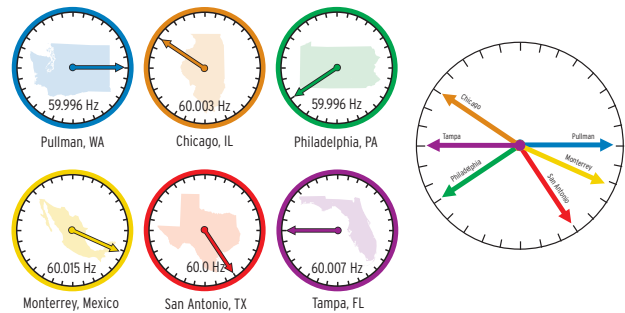 59.996 Hz
Pullman, WA
60.003 Hz
Chicago, IL
59.996 Hz
Philadelphia, PA
60.015 Hz
Monterrey, Mexico
60.0 Hz
San Antonio, TX
60.007 Hz
Tampa, FL
Chicago
Tampa
Pullman
Philadelphia
Monterrey
San Antonio